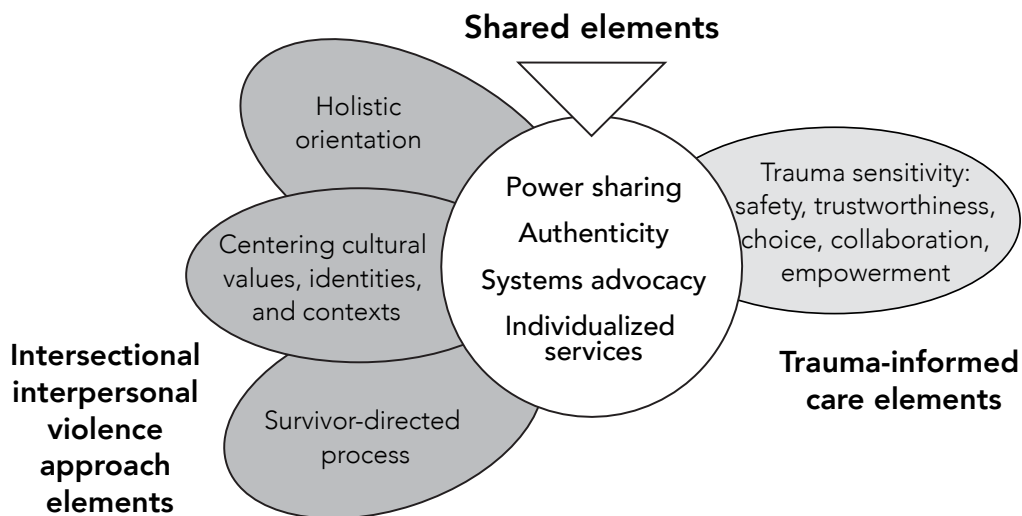 Shared elements
Holistic
orientation
Centering cultural
values, identities,
and contexts
Survivor-directed
process
Intersectional
interpersonal
violence
approach
elements
Power sharing
Authenticity
Systems advocacy
Individualized
services
Trauma sensitivity:
safety, trustworthiness,
choice, collaboration,
empowerment
Trauma-informed
care elements